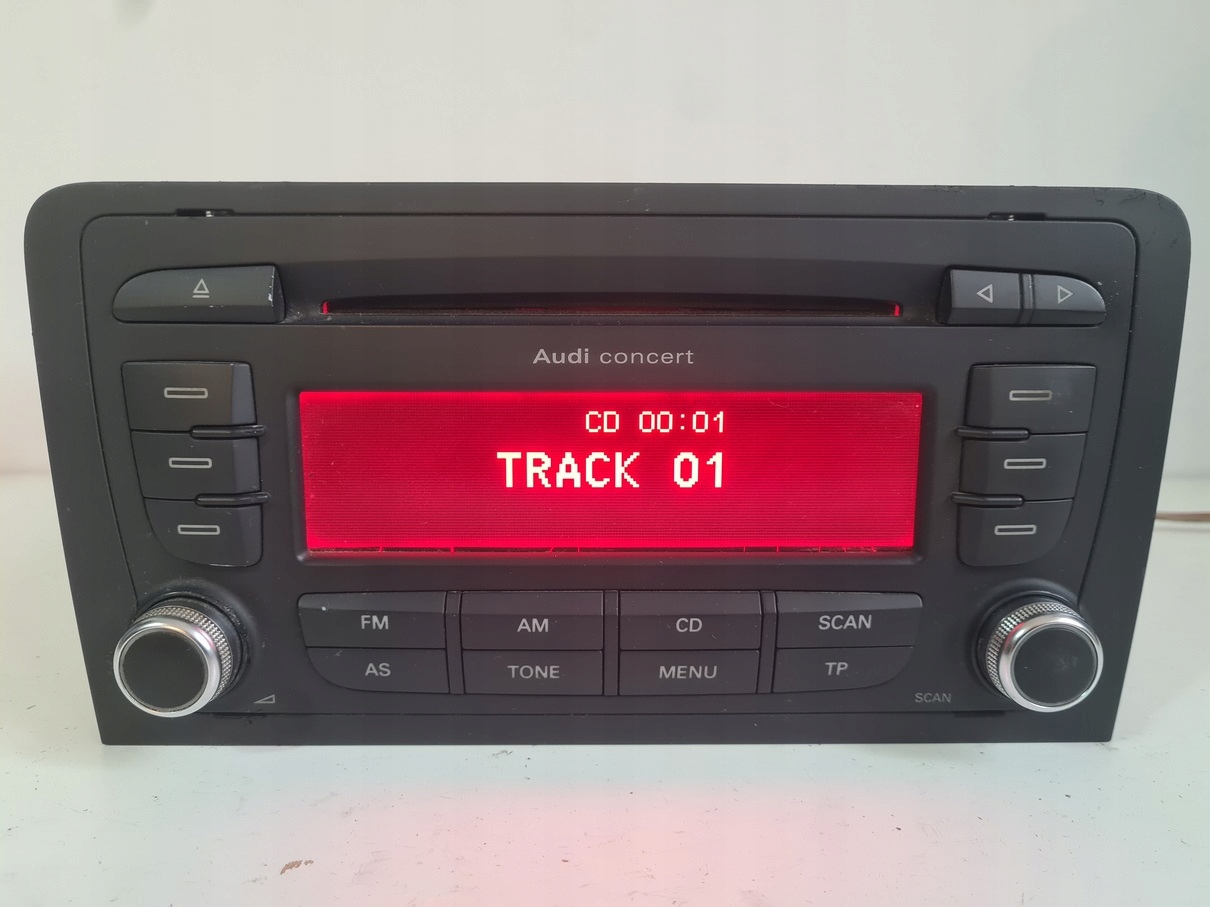 Audi concert
CD 00:01
TRACK 01
FM AM CD SCAN
AS TONE MENU TP
SCAN